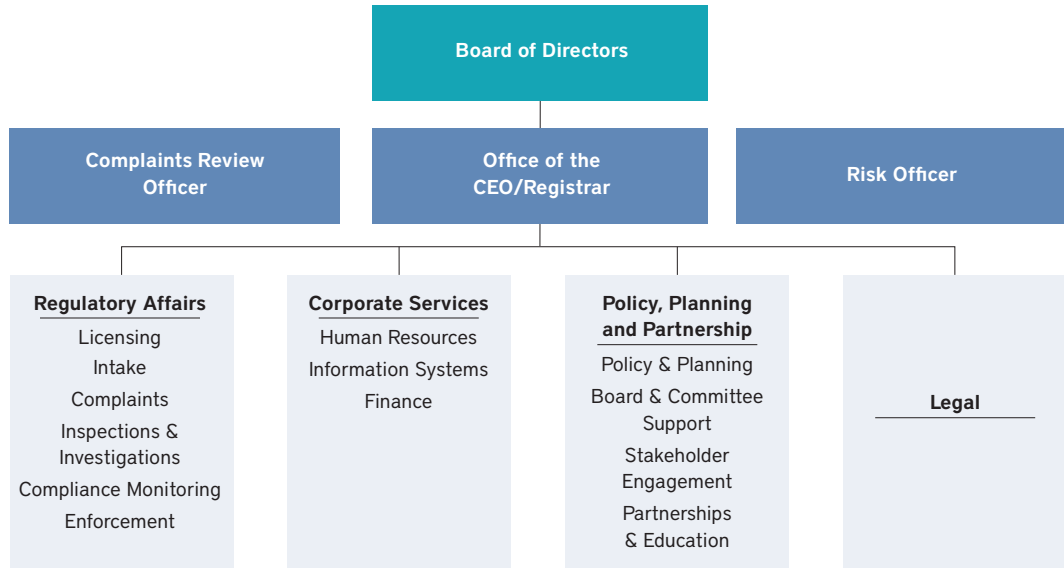 Board of Directors
Complaints Review
Officer
Office of the
CEO/Registrar
Risk Officer
Regulatory Affairs
Licensing
Intake
Complaints
Inspections &
Investigations
Compliance Monitoring
Enforcement
Corporate Services
Human Resources
Information Systems
Finance
Policy, Planning
and Partnership
Policy & Planning
Board & Committee
Support
Stakeholder
Engagement
Partnerships
& Education
Legal